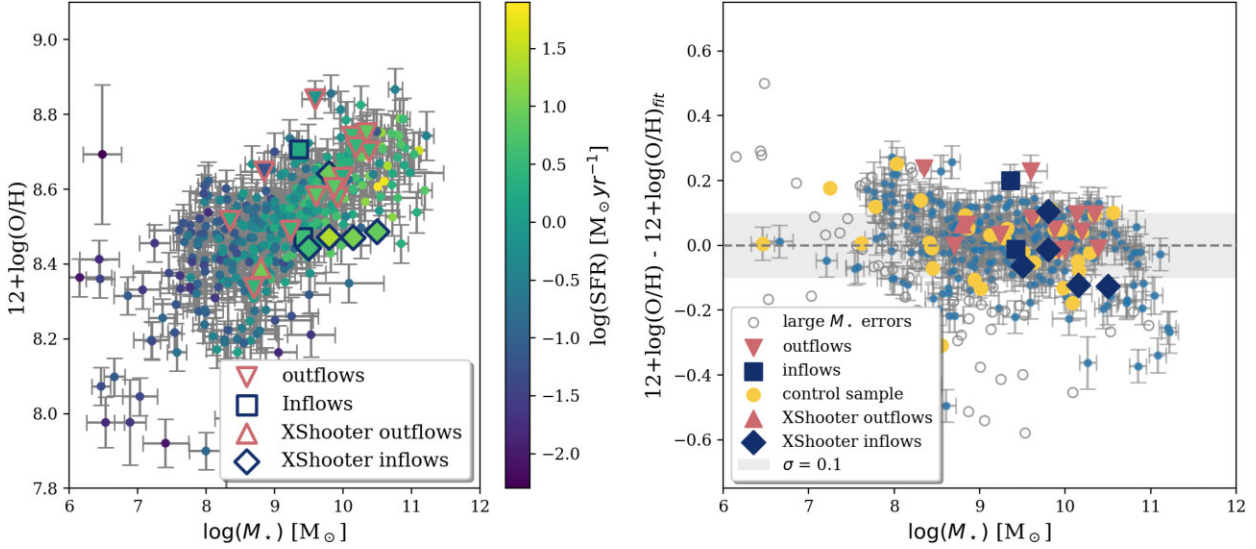 9.0
8.8
8.6
8.4
8.2
8.0
7.8
12+log(O/H)
6
7
8
9
10
11
12
log(M⋆) [M⊙]
outflows
Inflows
XShooter outflows
XShooter inflows
1.5
1.0
0.5
0.0
−0.5
−1.0
−1.5
−2.0
log(SFR) [M⊙yr⁻¹]
0.6
0.4
0.2
0.0
−0.2
−0.4
−0.6
12+log(O/H) - 12+log(O/H)fit
large M⋆ errors
outflows
inflows
control sample
XShooter outflows
XShooter inflows
σ = 0.1
6
7
8
9
10
11
12
log(M⋆) [M⊙]